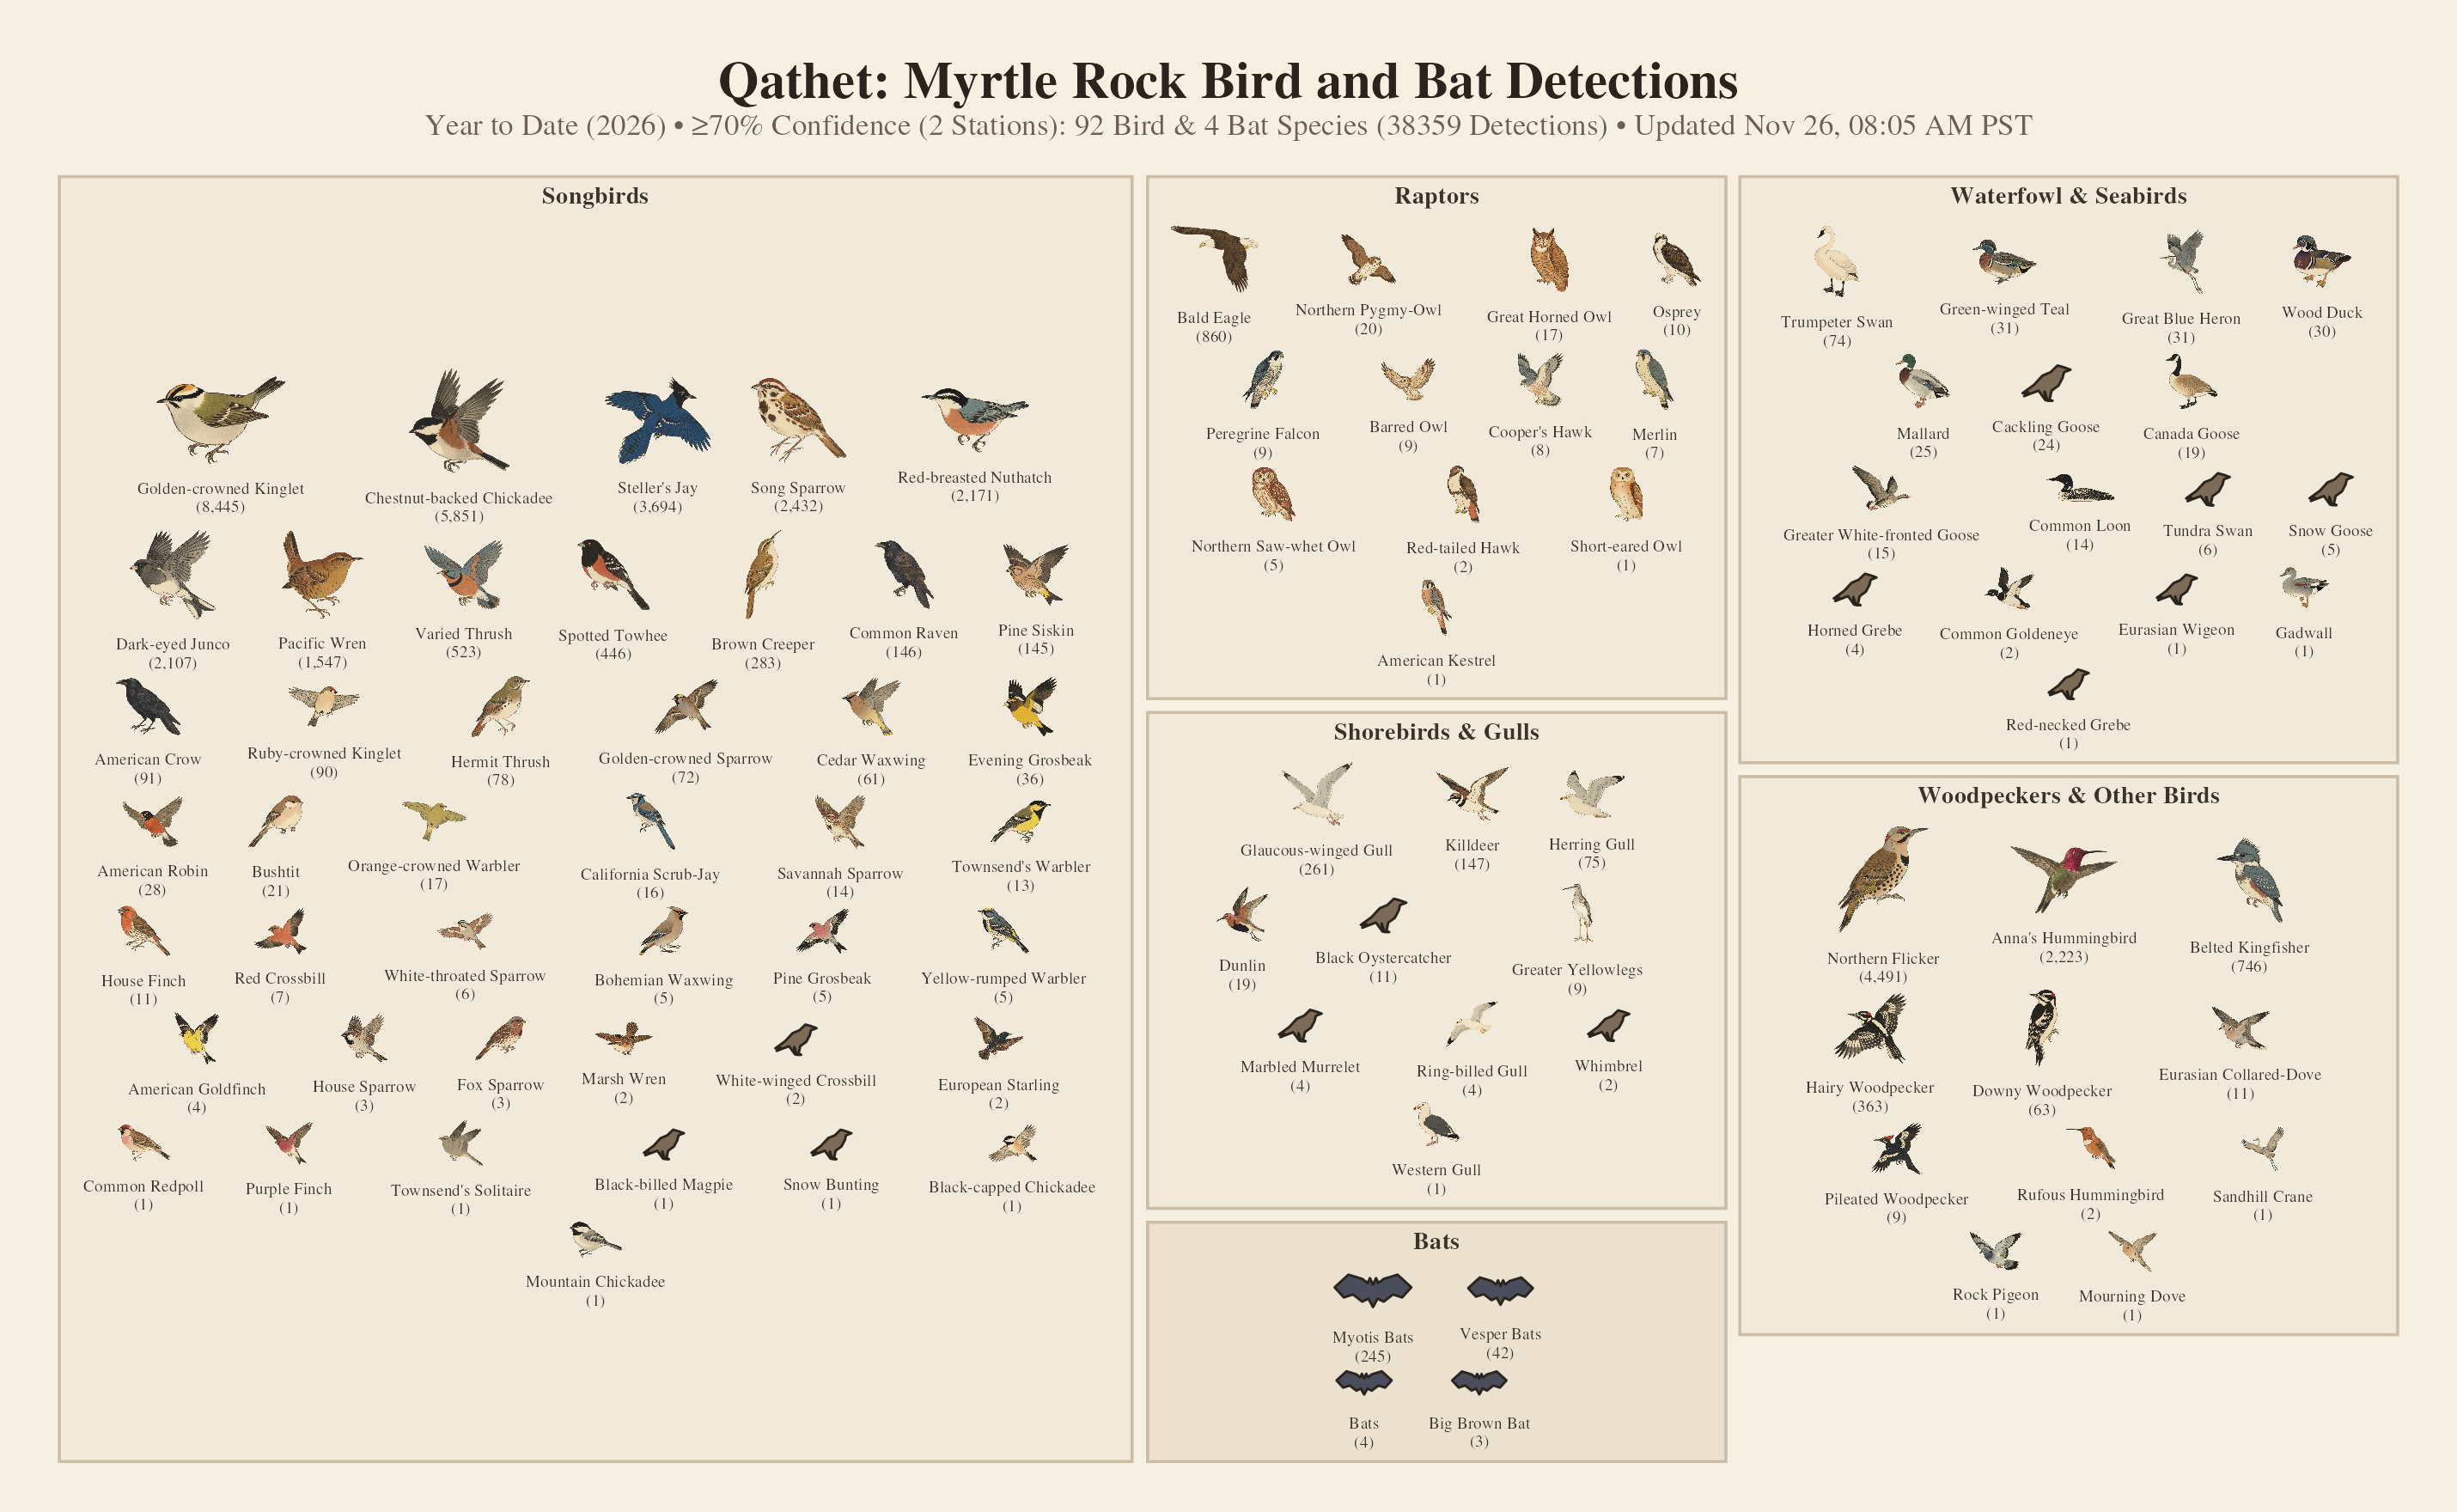 Qathet: Myrtle Rock Bird and Bat Detections
Year to Date (2026) • ≥70% Confidence (2 Stations): 92 Bird & 4 Bat Species (38359 Detections) • Updated Nov 26, 08:05 AM PST
Songbirds
Golden-crowned Kinglet
(8,445)
Chestnut-backed Chickadee
(5,851)
Steller's Jay
(3,694)
Song Sparrow
(2,432)
Red-breasted Nuthatch
(2,171)
Dark-eyed Junco
(2,107)
Pacific Wren
(1,547)
Varied Thrush
(523)
Spotted Towhee
(446)
Brown Creeper
(283)
Common Raven
(146)
Pine Siskin
(145)
American Crow
(91)
Ruby-crowned Kinglet
(90)
Hermit Thrush
(78)
Golden-crowned Sparrow
(72)
Cedar Waxwing
(61)
Evening Grosbeak
(36)
American Robin
(28)
Bushtit
(21)
Orange-crowned Warbler
(17)
California Scrub-Jay
(16)
Savannah Sparrow
(14)
Townsend's Warbler
(13)
House Finch
(11)
Red Crossbill
(7)
White-throated Sparrow
(6)
Bohemian Waxwing
(5)
Pine Grosbeak
(5)
Yellow-rumped Warbler
(5)
American Goldfinch
(4)
House Sparrow
(3)
Fox Sparrow
(3)
Marsh Wren
(2)
White-winged Crossbill
(2)
European Starling
(2)
Common Redpoll
(1)
Purple Finch
(1)
Townsend's Solitaire
(1)
Black-billed Magpie
(1)
Snow Bunting
(1)
Black-capped Chickadee
(1)
Mountain Chickadee
(1)
Raptors
Bald Eagle
(860)
Northern Pygmy-Owl
(20)
Great Horned Owl
(17)
Osprey
(10)
Peregrine Falcon
(9)
Barred Owl
(9)
Cooper's Hawk
(8)
Merlin
(7)
Northern Saw-whet Owl
(5)
Red-tailed Hawk
(2)
Short-eared Owl
(1)
American Kestrel
(1)
Shorebirds & Gulls
Glaucous-winged Gull
(261)
Killdeer
(147)
Herring Gull
(75)
Dunlin
(19)
Black Oystercatcher
(11)
Greater Yellowlegs
(9)
Marbled Murrelet
(4)
Ring-billed Gull
(4)
Whimbrel
(2)
Western Gull
(1)
Bats
Myotis Bats
(245)
Vesper Bats
(42)
Bats
(4)
Big Brown Bat
(3)
Waterfowl & Seabirds
Trumpeter Swan
(74)
Green-winged Teal
(31)
Great Blue Heron
(31)
Wood Duck
(30)
Mallard
(25)
Cackling Goose
(24)
Canada Goose
(19)
Greater White-fronted Goose
(15)
Common Loon
(14)
Tundra Swan
(6)
Snow Goose
(5)
Horned Grebe
(4)
Common Goldeneye
(2)
Eurasian Wigeon
(1)
Gadwall
(1)
Red-necked Grebe
(1)
Woodpeckers & Other Birds
Northern Flicker
(4,491)
Anna's Hummingbird
(2,223)
Belted Kingfisher
(746)
Hairy Woodpecker
(363)
Downy Woodpecker
(63)
Eurasian Collared-Dove
(11)
Pileated Woodpecker
(9)
Rufous Hummingbird
(2)
Sandhill Crane
(1)
Rock Pigeon
(1)
Mourning Dove
(1)